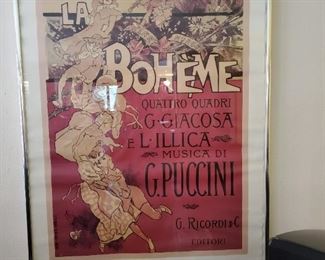 LA
BOHÈME
QUATTRO QUADRI
DI G. GIACOSA
E L. ILLICA
MUSICA DI
G. PUCCINI
G. RICORDI & C.
EDITORI